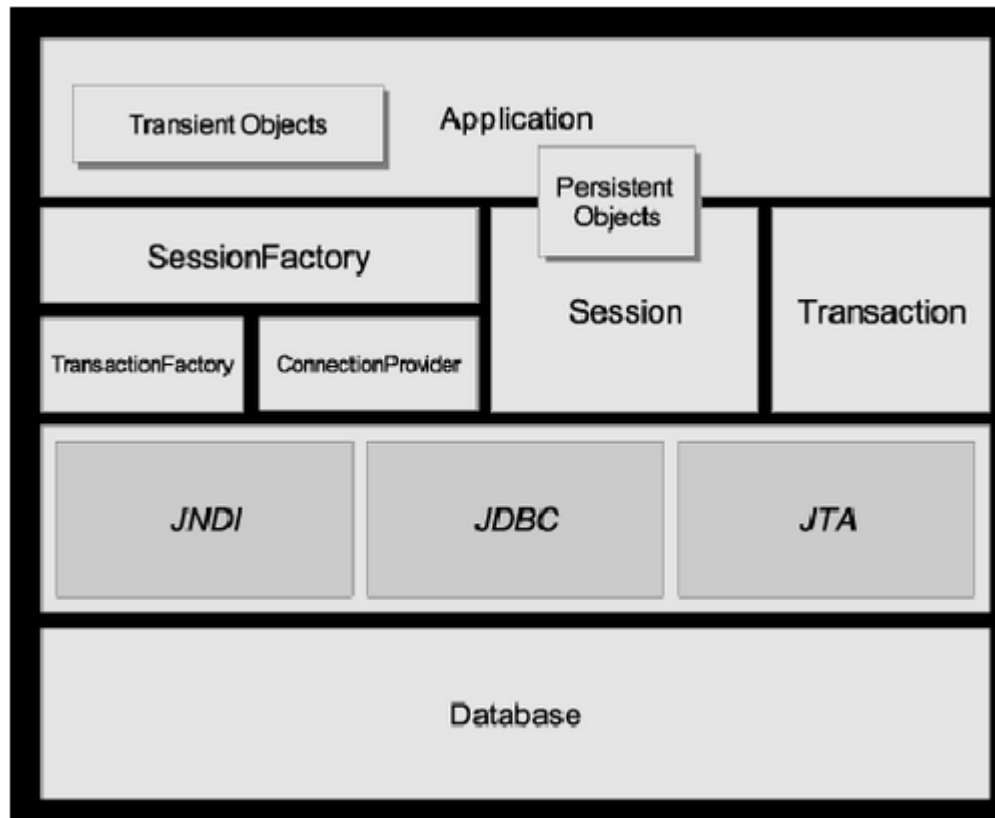 Transient Objects
Application
Persistent
Objects
SessionFactory
Session
Transaction
TransactionFactory
ConnectionProvider
JNDI
JDBC
JTA
Database